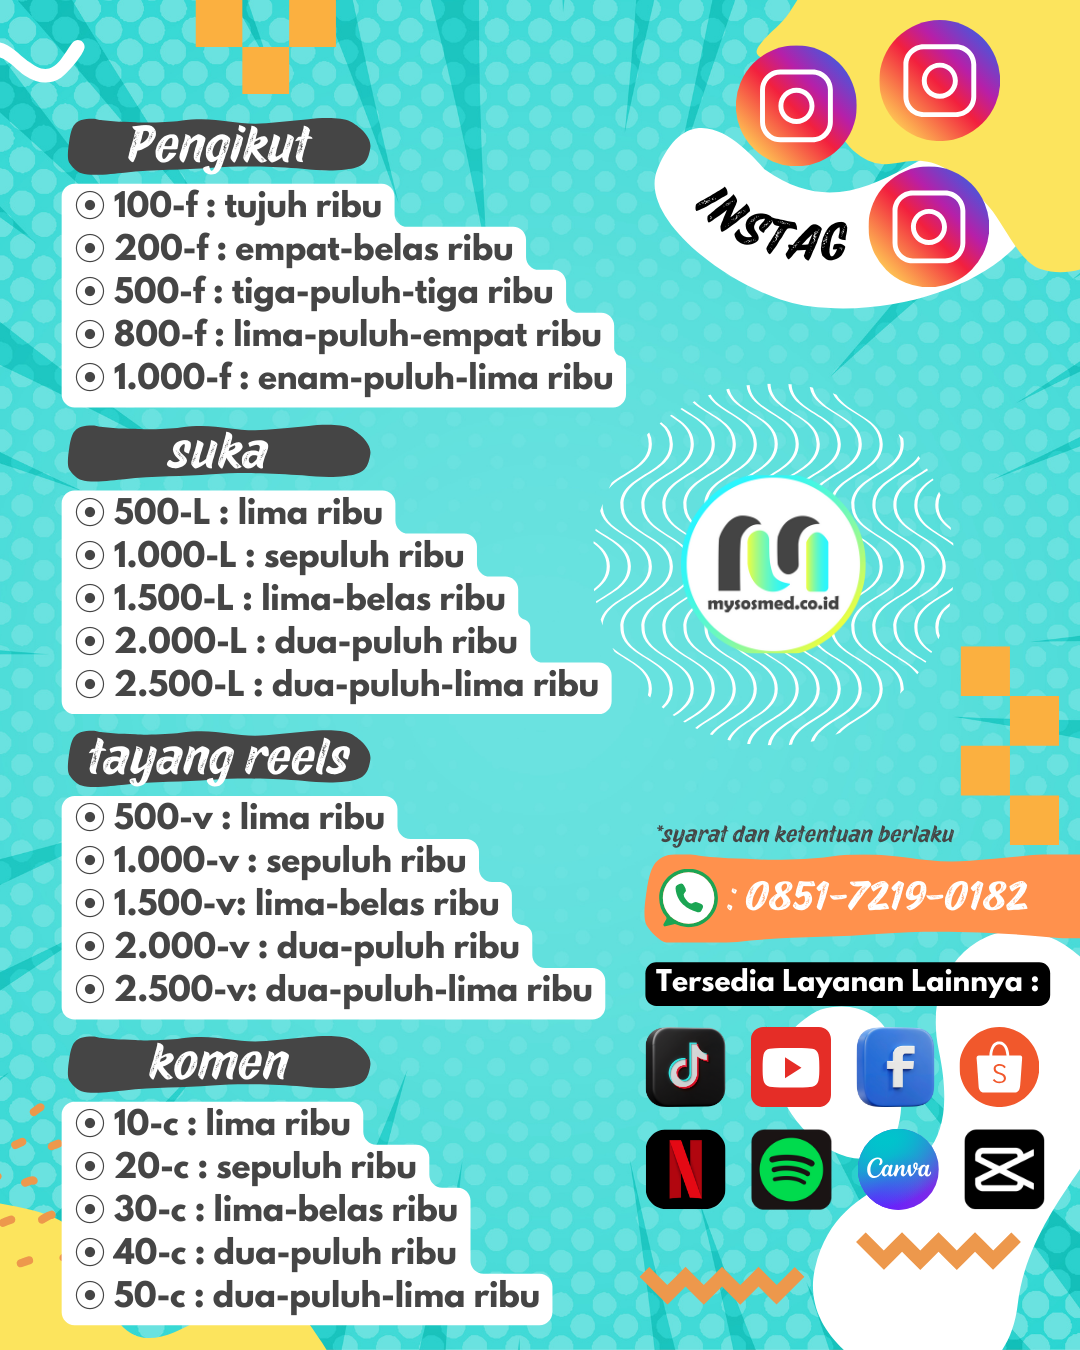 Pengikut
100-f : tujuh ribu
200-f : empat-belas ribu
500-f : tiga-puluh-tiga ribu
800-f : lima-puluh-empat ribu
1.000-f : enam-puluh-lima ribu
INSTAG
suka
500-L : lima ribu
1.000-L : sepuluh ribu
1.500-L : lima-belas ribu
2.000-L : dua-puluh ribu
2.500-L : dua-puluh-lima ribu
mysosmed.co.id
tayang reels
500-v : lima ribu
1.000-v : sepuluh ribu
1.500-v: lima-belas ribu
2.000-v : dua-puluh ribu
2.500-v: dua-puluh-lima ribu
komen
10-c : lima ribu
20-c : sepuluh ribu
30-c : lima-belas ribu
40-c : dua-puluh ribu
50-c : dua-puluh-lima ribu
*syarat dan ketentuan berlaku
: 0851-7219-0182
Tersedia Layanan Lainnya :
f
S
N
Canva